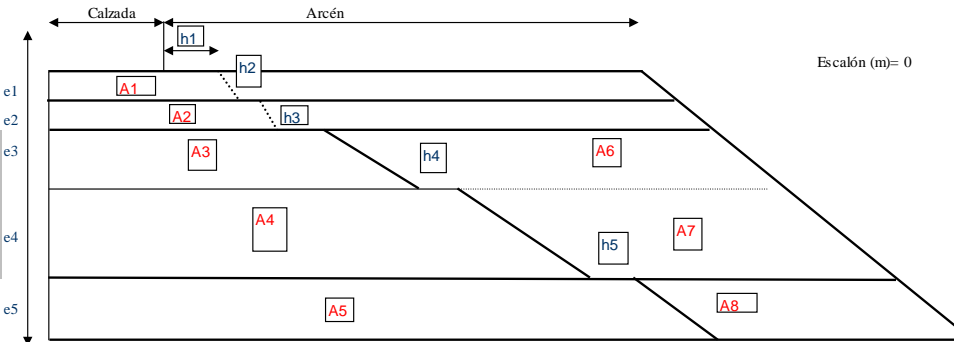 Calzada
Arcén
h1
h2
Escalón (m)= 0
e1
A1
e2
A2
h3
e3
A3
h4
A6
e4
A4
h5
A7
e5
A5
A8